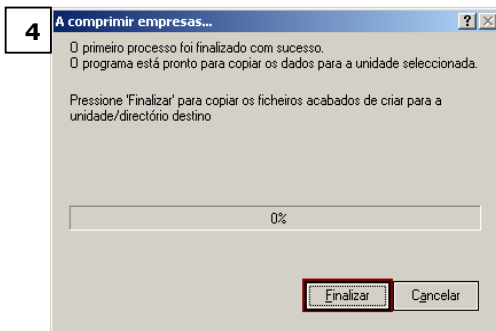 4
A comprimir empresas...
O primeiro processo foi finalizado com sucesso.
O programa está pronto para copiar os dados para a unidade seleccionada.
Pressione 'Finalizar' para copiar os ficheiros acabados de criar para a
unidade/directório destino
0%
Finalizar
Cancelar